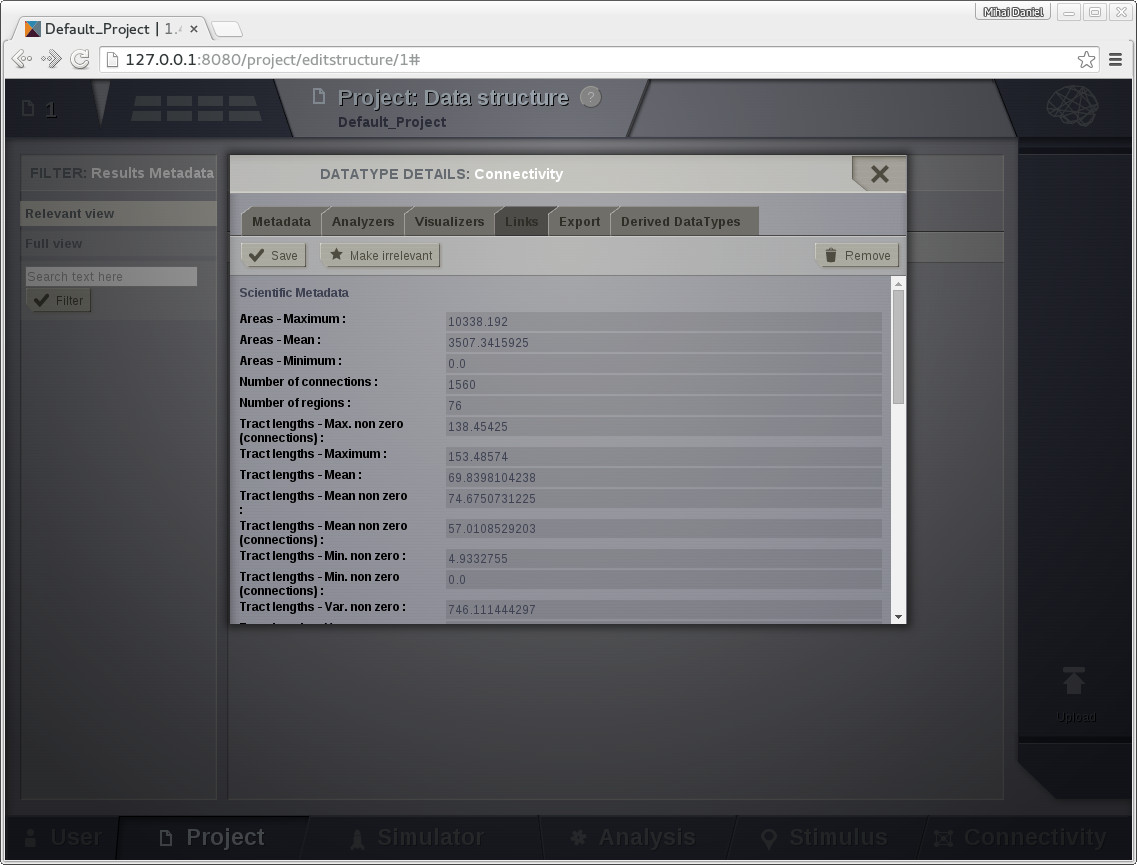 Mihai Daniel
Default_Project | 1.
127.0.0.1:8080/project/editstructure/1#
1
Project: Data structure ?
Default_Project
FILTER: Results Metadata
Relevant view
Full view
Search text here
Filter
DATATYPE DETAILS: Connectivity
Metadata Analyzers Visualizers Links Export Derived DataTypes
Save Make irrelevant Remove
Scientific Metadata
Areas - Maximum : 10338.192
Areas - Mean : 3507.3415925
Areas - Minimum : 0.0
Number of connections : 1560
Number of regions : 76
Tract lengths - Max. non zero
(connections) : 138.45425
Tract lengths - Maximum : 153.48574
Tract lengths - Mean : 69.8398104238
Tract lengths - Mean non zero
: 74.6750731225
Tract lengths - Mean non zero
(connections) : 57.0108529203
Tract lengths - Min. non zero : 4.9332755
Tract lengths - Min. non zero
(connections) : 0.0
Tract lengths - Var. non zero : 746.111444297
Upload
User Project Simulator Analysis Stimulus Connectivity